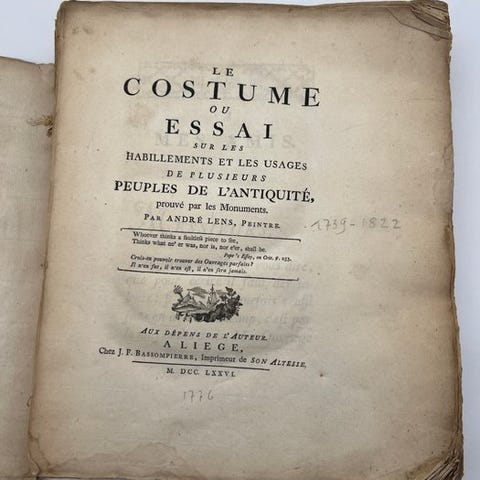 LE
COSTUME
OU
ESSAI
SUR LES
HABILLEMENTS ET LES USAGES
DE PLUSIEURS
PEUPLES DE L'ANTIQUITÉ,
prouvé par les Monuments.
PAR ANDRÉ LENS, PEINTRE.
1739-1822
Whoever thinks a faultless piece to see,
Thinks what ne'er was, nor is, nor e'er, shall be.
Pope's Essay, on Crit. v. 253.
Crois-tu pouvoir trouver des Ouvrages parfaits?
Il n'en fut, il n'en est, il n'en sera jamais.
AUX DÉPENS DE L'AUTEUR.
A LIEGE,
Chez J. F. BASSOMPIERRE, Imprimeur de SON ALTESSE,
M. DCC. LXXVI.
1776